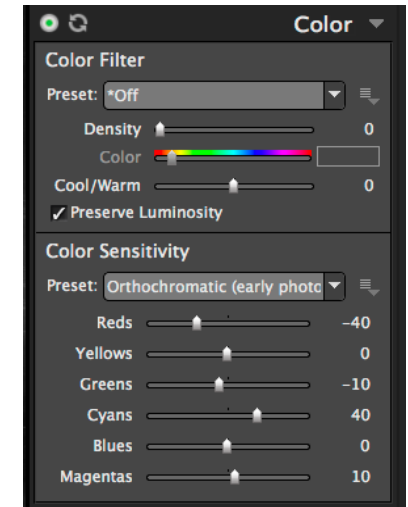 Color
Color Filter
Preset: *Off
Density 0
Color
Cool/Warm 0
Preserve Luminosity
Color Sensitivity
Preset: Orthochromatic (early photo
Reds -40
Yellows 0
Greens -10
Cyans 40
Blues 0
Magentas 10